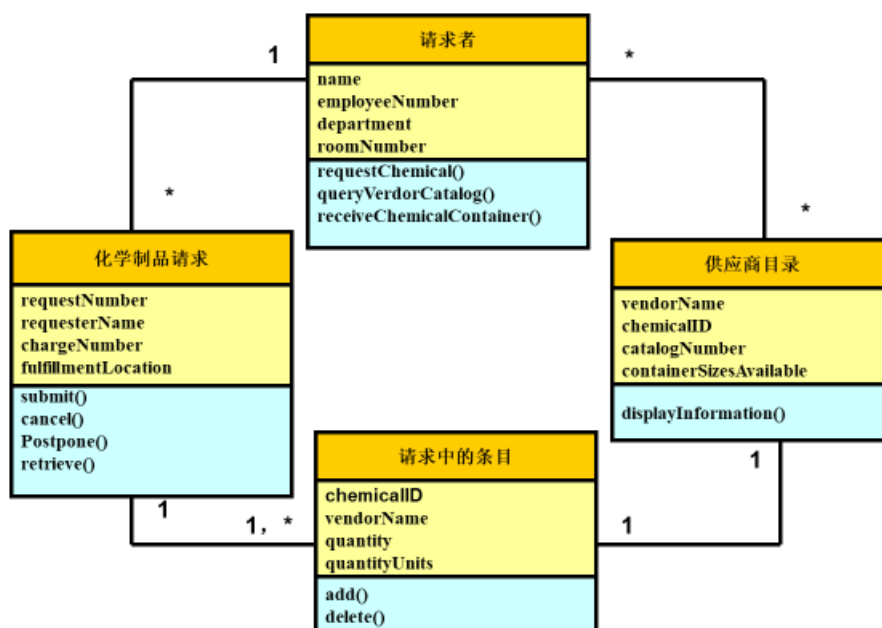 请求者
1
*
name
employeeNumber
department
roomNumber
requestChemical()
queryVerdorCatalog()
receiveChemicalContainer()
*
*
化学制品请求
requestNumber
requesterName
chargeNumber
fulfillmentLocation
submit()
cancel()
Postpone()
retrieve()
供应商目录
vendorName
chemicalID
catalogNumber
containerSizesAvailable
displayInformation()
请求中的条目
1
1
1，*
1
chemicalID
vendorName
quantity
quantityUnits
add()
delete()